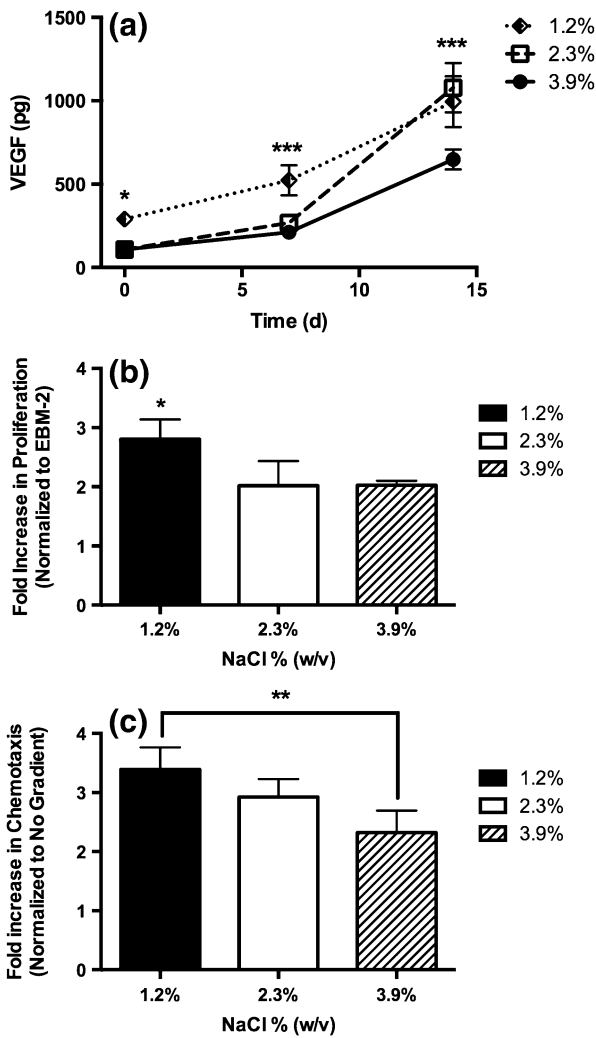 (a)
1500
1000
500
0
VEGF (pg)
*
***
***
0 5 10 15
Time (d)
1.2%
2.3%
3.9%
(b)
4
3
2
1
0
Fold Increase in Proliferation
(Normalized to EBM-2)
*
1.2% 2.3% 3.9%
NaCl % (w/v)
1.2%
2.3%
3.9%
(c)
**
4
3
2
1
0
Fold increase in Chemotaxis
(Normalized to No Gradient)
1.2% 2.3% 3.9%
NaCl % (w/v)
1.2%
2.3%
3.9%